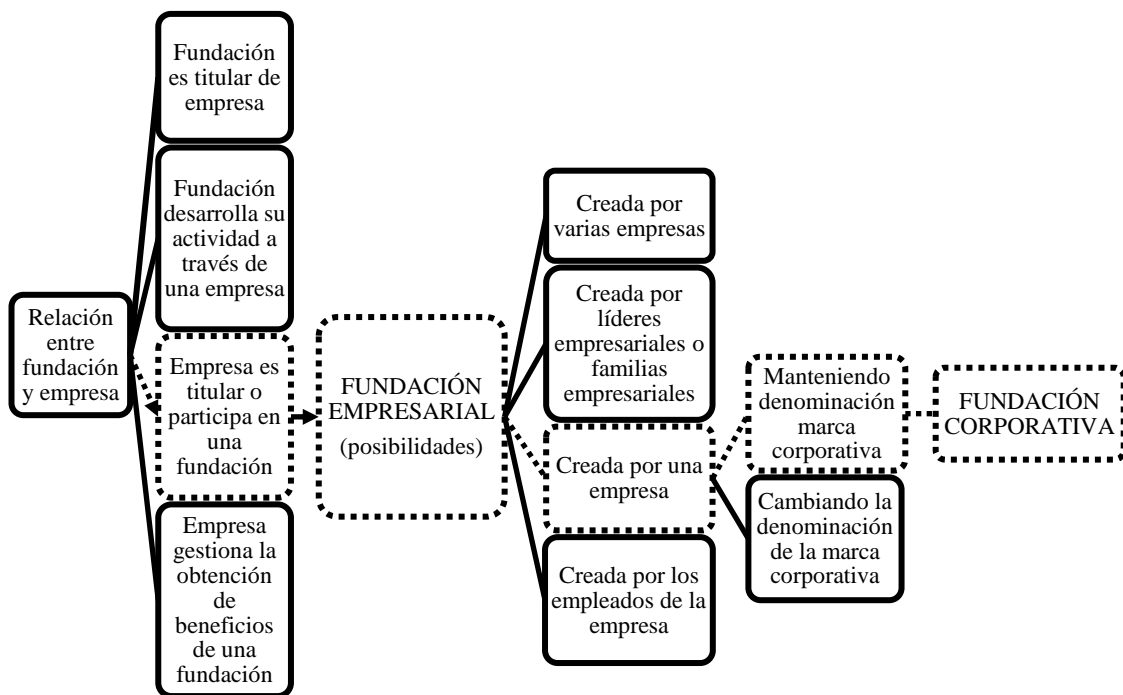 Fundación
es titular de
empresa
Fundación
desarrolla su
actividad a
través de
una empresa
Relación
entre
fundación
y empresa
Empresa es
titular o
participa en
una
fundación
Empresa
gestiona la
obtención
de
beneficios
de una
fundación
FUNDACIÓN
EMPRESARIAL
(posibilidades)
Creada por
varias empresas
Creada por
líderes
empresariales o
familias
empresariales
Creada por una
empresa
Creada por los
empleados de la
empresa
Manteniendo
denominación
marca
corporativa
Cambiando la
denominación
de la marca
corporativa
FUNDACIÓN
CORPORATIVA